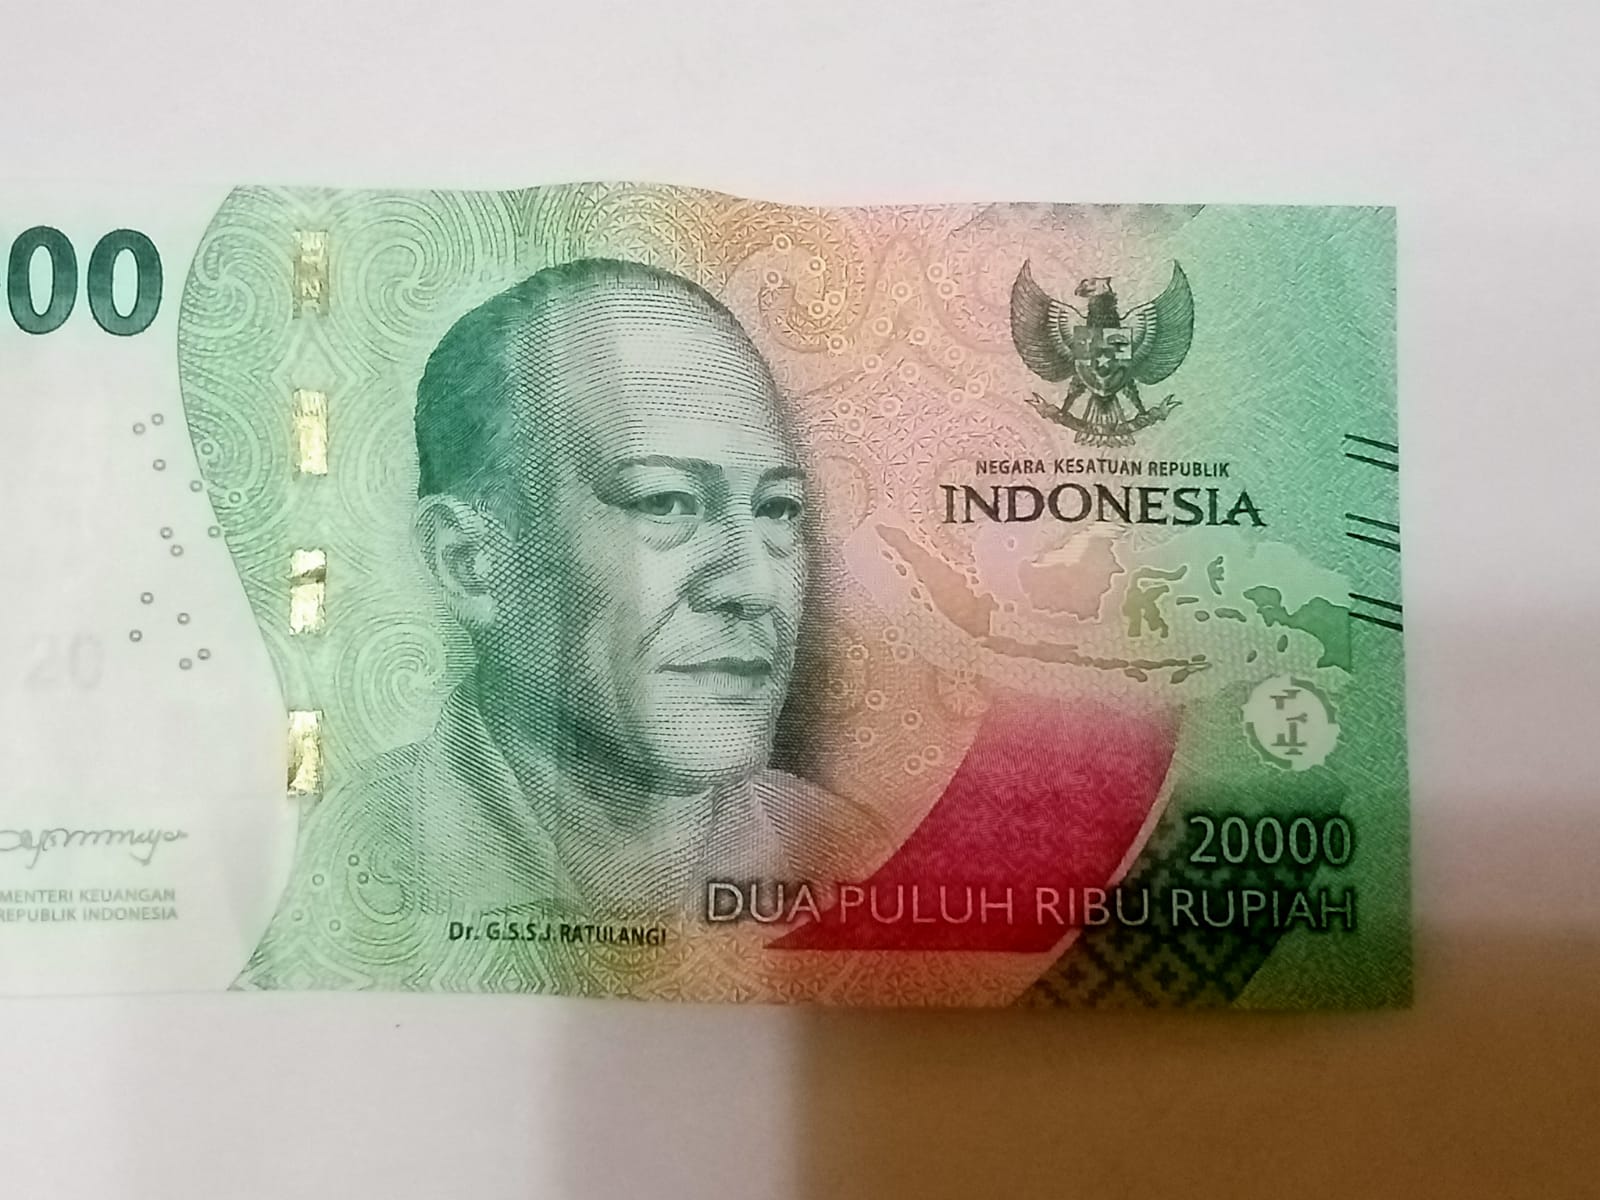 00
NEGARA KESATUAN REPUBLIK
INDONESIA
20
MENTERI KEUANGAN
REPUBLIK INDONESIA
Dr. G.S.S.J. RATULANGI
20000
DUA PULUH RIBU RUPIAH